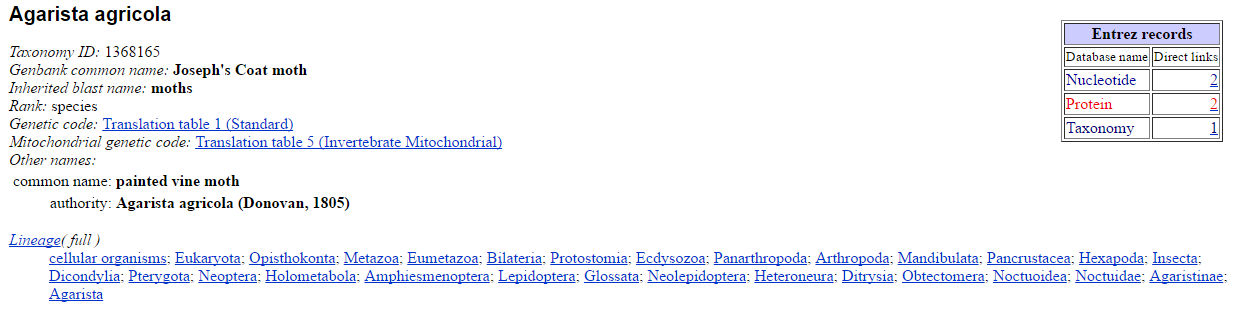 Agarista agricola
Taxonomy ID: 1368165
Genbank common name: Joseph's Coat moth
Inherited blast name: moths
Rank: species
Genetic code: Translation table 1 (Standard)
Mitochondrial genetic code: Translation table 5 (Invertebrate Mitochondrial)
Other names:
common name: painted vine moth
authority: Agarista agricola (Donovan, 1805)
Lineage( full )
cellular organisms; Eukaryota; Opisthokonta; Metazoa; Eumetazoa; Bilateria; Protostomia; Ecdysozoa; Panarthropoda; Arthropoda; Mandibulata; Pancrustacea; Hexapoda; Insecta;
Dicondylia; Pterygota; Neoptera; Holometabola; Amphiesmenoptera; Lepidoptera; Glossata; Neolepidoptera; Heteroneura; Ditrysia; Obtectomera; Noctuoidea; Noctuidae; Agaristinae;
Agarista
Entrez records
Database name Direct links
Nucleotide 2
Protein 2
Taxonomy 1